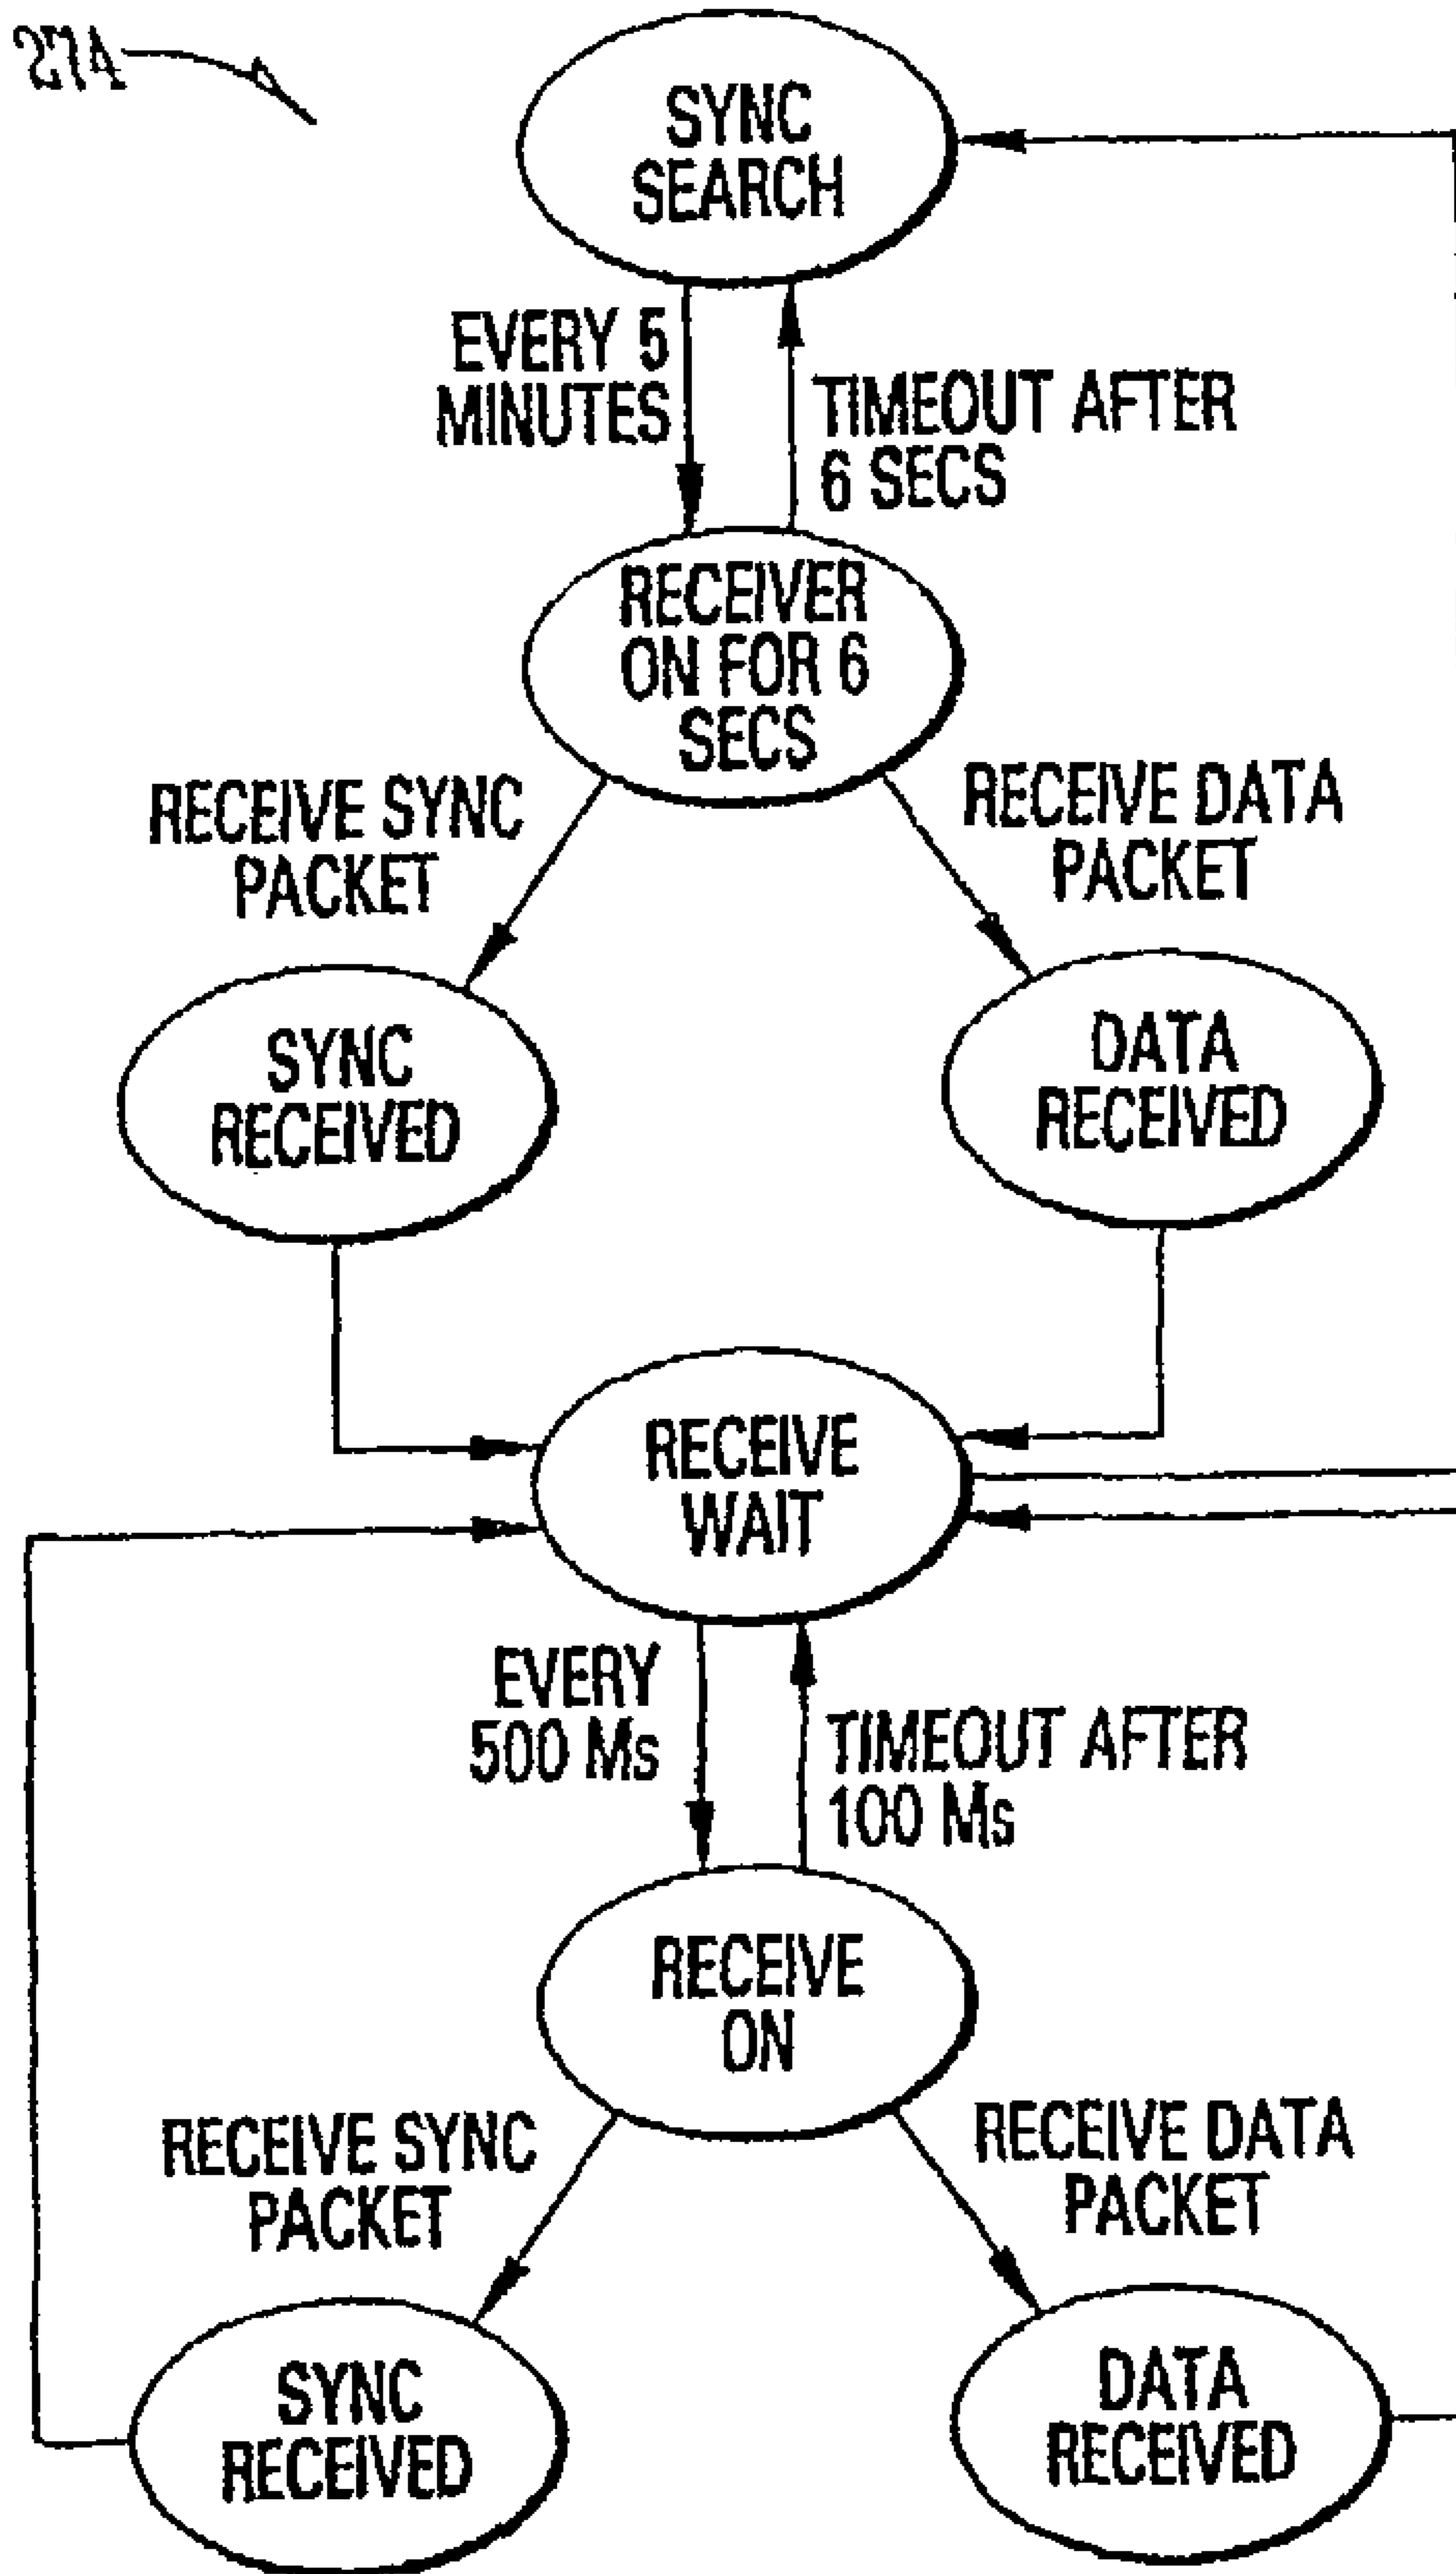 274
SYNC
SEARCH
EVERY 5
MINUTES
TIMEOUT AFTER
6 SECS
RECEIVER
ON FOR 6
SECS
RECEIVE SYNC
PACKET
RECEIVE DATA
PACKET
SYNC
RECEIVED
DATA
RECEIVED
RECEIVE
WAIT
EVERY
500 Ms
TIMEOUT AFTER
100 Ms
RECEIVE
ON
RECEIVE SYNC
PACKET
RECEIVE DATA
PACKET
SYNC
RECEIVED
DATA
RECEIVED